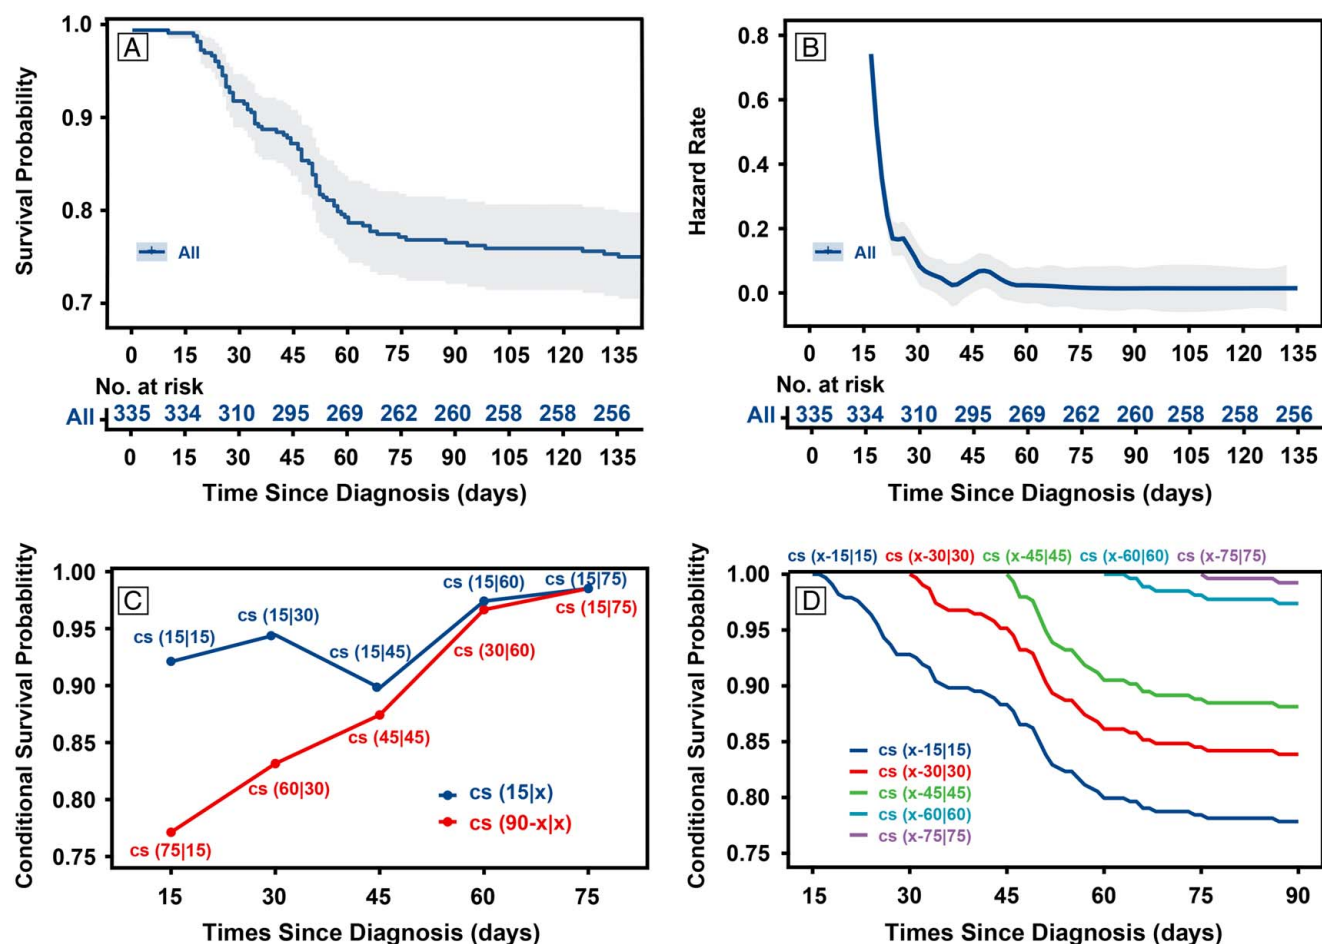 A
Survival Probability
1.0
0.9
0.8
0.7
All
0 15 30 45 60 75 90 105 120 135
No. at risk
All 335 334 310 295 269 262 260 258 258 256
0 15 30 45 60 75 90 105 120 135
Time Since Diagnosis (days)
B
Hazard Rate
0.8
0.6
0.4
0.2
0.0
All
0 15 30 45 60 75 90 105 120 135
No. at risk
All 335 334 310 295 269 262 260 258 258 256
0 15 30 45 60 75 90 105 120 135
Time Since Diagnosis (days)
C
Conditional Survival Probablitity
1.00
0.95
0.90
0.85
0.80
0.75
cs (15|15)
cs (15|30)
cs (15|45)
cs (15|60)
cs (15|75)
cs (75|15)
cs (60|30)
cs (45|45)
cs (30|60)
cs (15|75)
cs (15|x)
cs (90-x|x)
15 30 45 60 75
Times Since Diagnosis (days)
cs (x-15|15) cs (x-30|30) cs (x-45|45) cs (x-60|60) cs (x-75|75)
D
Conditional Survival Probablitity
1.00
0.95
0.90
0.85
0.80
0.75
cs (x-15|15)
cs (x-30|30)
cs (x-45|45)
cs (x-60|60)
cs (x-75|75)
15 30 45 60 75 90
Times Since Diagnosis (days)